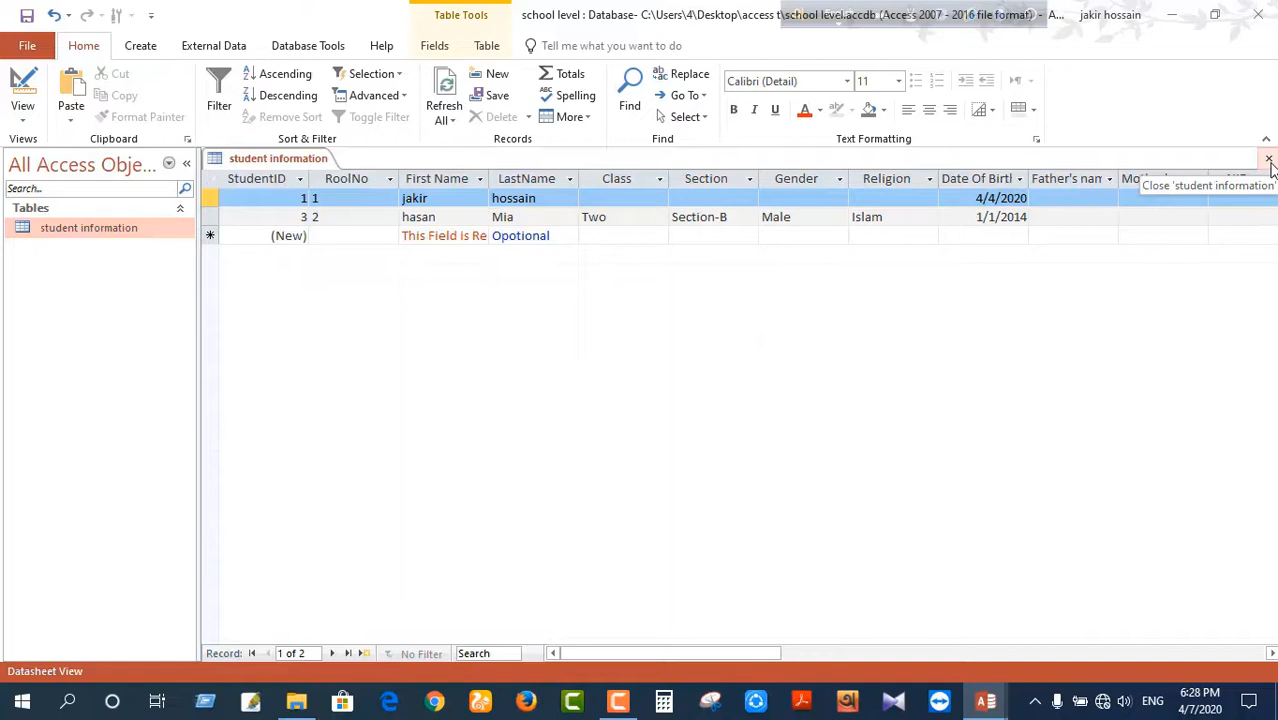 Table Tools
school level : Database- C:\Users\4\Desktop\access t\school level.accdb (Access 2007 - 2016 file format) - A...
jakir hossain
File Home Create External Data Database Tools Help Fields Table Tell me what you want to do
View
Views
Paste
Cut
Copy
Format Painter
Clipboard
Filter
Ascending
Descending
Remove Sort
Selection
Advanced
Toggle Filter
Sort & Filter
Refresh
All
New
Save
Delete
Totals
Spelling
More
Records
Find
Replace
Go To
Select
Find
Calibri (Detail) 11
B I U A
Text Formatting
All Access Obje...
Search...
Tables
student information
student information
Close 'student information'
StudentID RoolNo First Name LastName Class Section Gender Religion Date Of Birtl Father's nam
1 1 jakir hossain 4/4/2020
3 2 hasan Mia Two Section-B Male Islam 1/1/2014
(New) This Field is Re Opotional
Record: 1 of 2 No Filter Search
Datasheet View
ENG
6:28 PM
4/7/2020